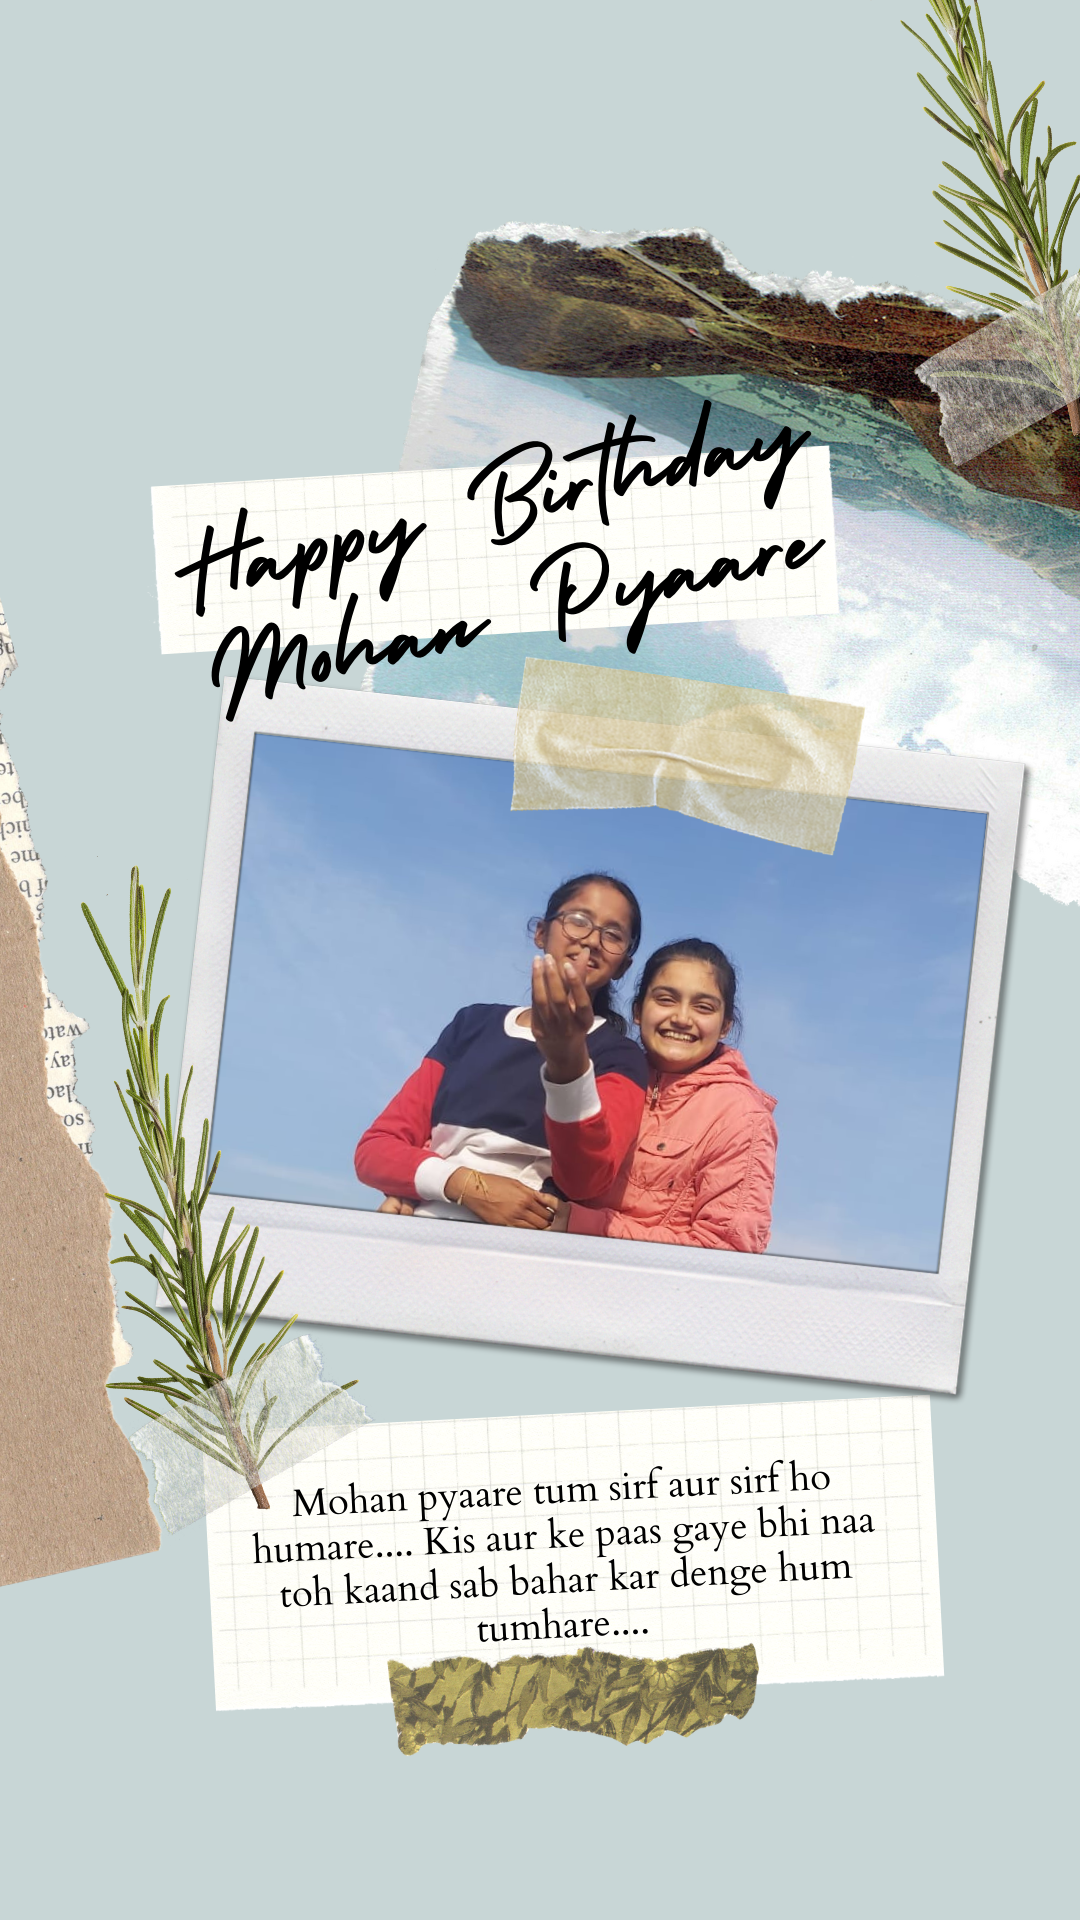 Happy Birthday
Mohan Pyaare
Mohan pyaare tum sirf aur sirf ho
humare.... Kis aur ke paas gaye bhi naa
toh kaand sab bahar kar denge hum
tumhare....